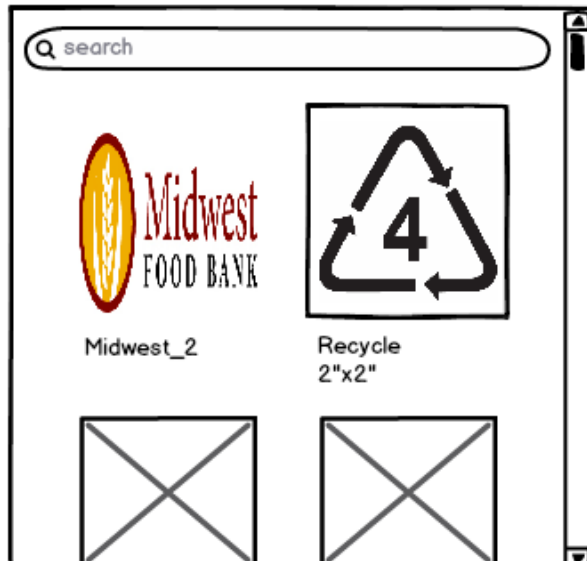 search
Midwest
FOOD BANK
4
Midwest_2
Recycle
2"x2"